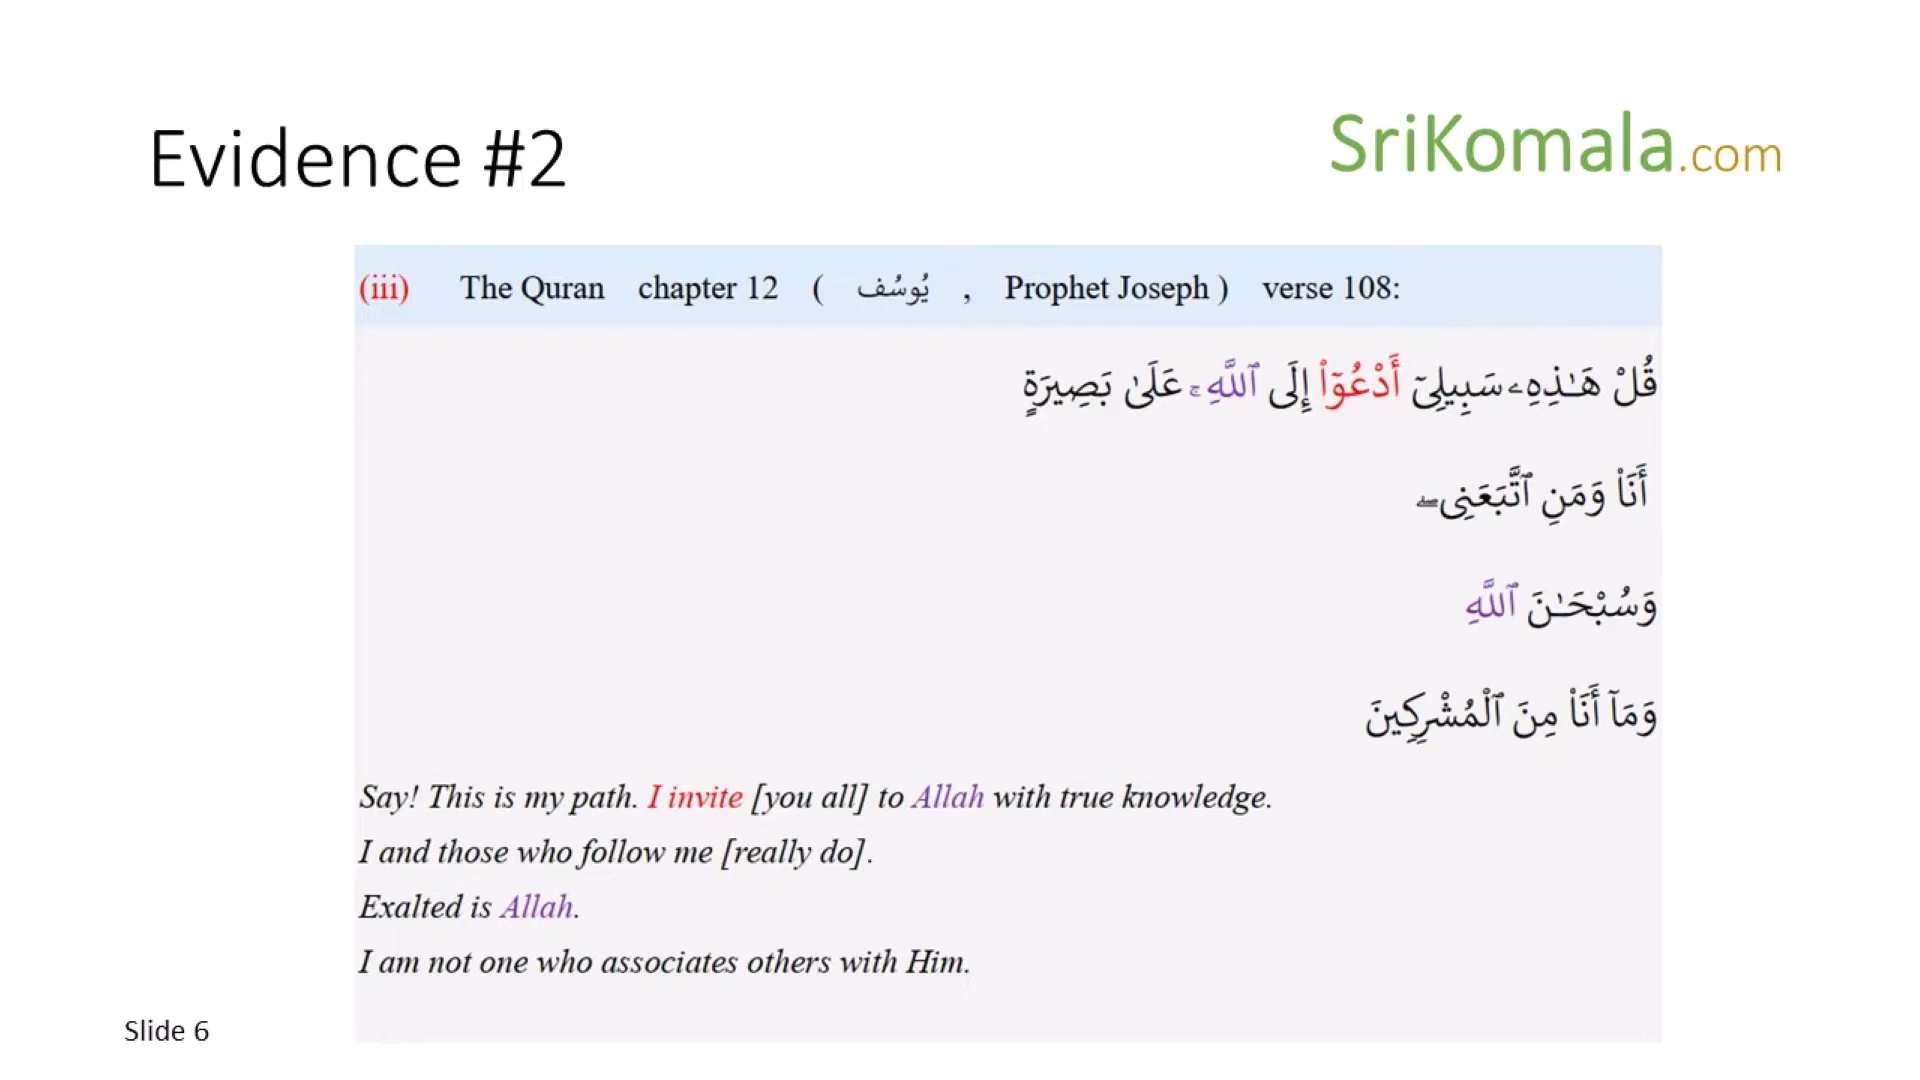 Evidence #2
SriKomala.com
(iii) The Quran chapter 12 ( يُوسُف , Prophet Joseph ) verse 108:
قُلْ هَـٰذِهِۦ سَبِيلِىٓ أَدْعُوٓا۟ إِلَى ٱللَّهِ ۚ عَلَىٰ بَصِيرَةٍ
أَنَا۠ وَمَنِ ٱتَّبَعَنِى ۖ
وَسُبْحَـٰنَ ٱللَّهِ
وَمَآ أَنَا۠ مِنَ ٱلْمُشْرِكِينَ
Say! This is my path. I invite [you all] to Allah with true knowledge.
I and those who follow me [really do].
Exalted is Allah.
I am not one who associates others with Him.
Slide 6